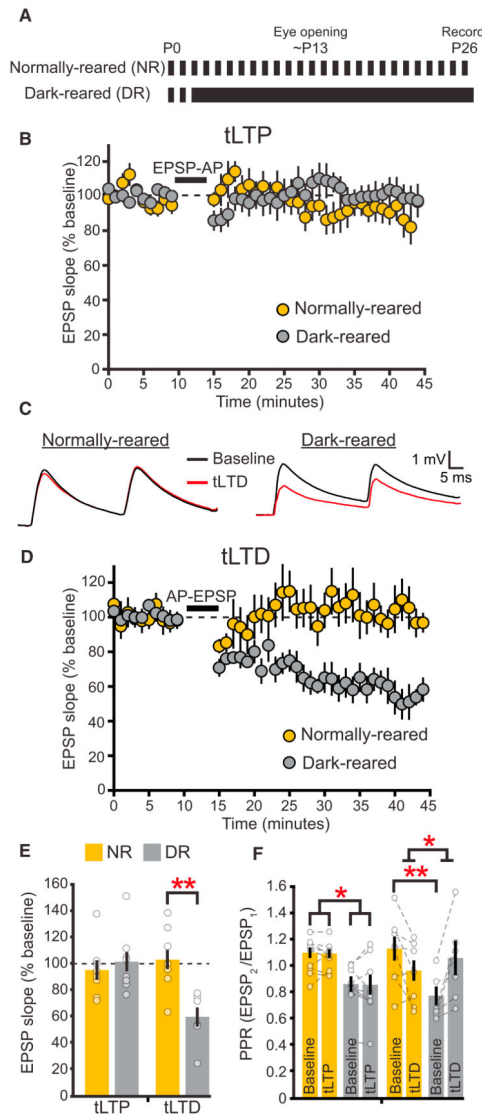 A
Eye opening Record
P0 ~P13 P26
Normally-reared (NR)
Dark-reared (DR)
B
tLTP
EPSP-AP
120
100
80
60
40
20
0
EPSP slope (% baseline)
Normally-reared
Dark-reared
0 5 10 15 20 25 30 35 40 45
Time (minutes)
C
Normally-reared Dark-reared
Baseline
tLTD
1 mV
5 ms
D
tLTD
AP-EPSP
120
100
80
60
40
20
0
EPSP slope (% baseline)
Normally-reared
Dark-reared
0 5 10 15 20 25 30 35 40 45
Time (minutes)
E
NR DR
**
160
140
120
100
80
60
40
20
0
EPSP slope (% baseline)
tLTP tLTD
F
*
**
*
1.6
1.2
1.4
1.2
1.0
0.8
0.6
0.4
0.2
0.0
PPR (EPSP2/EPSP1)
Baseline
tLTP
Baseline
tLTP
Baseline
tLTD
Baseline
tLTD